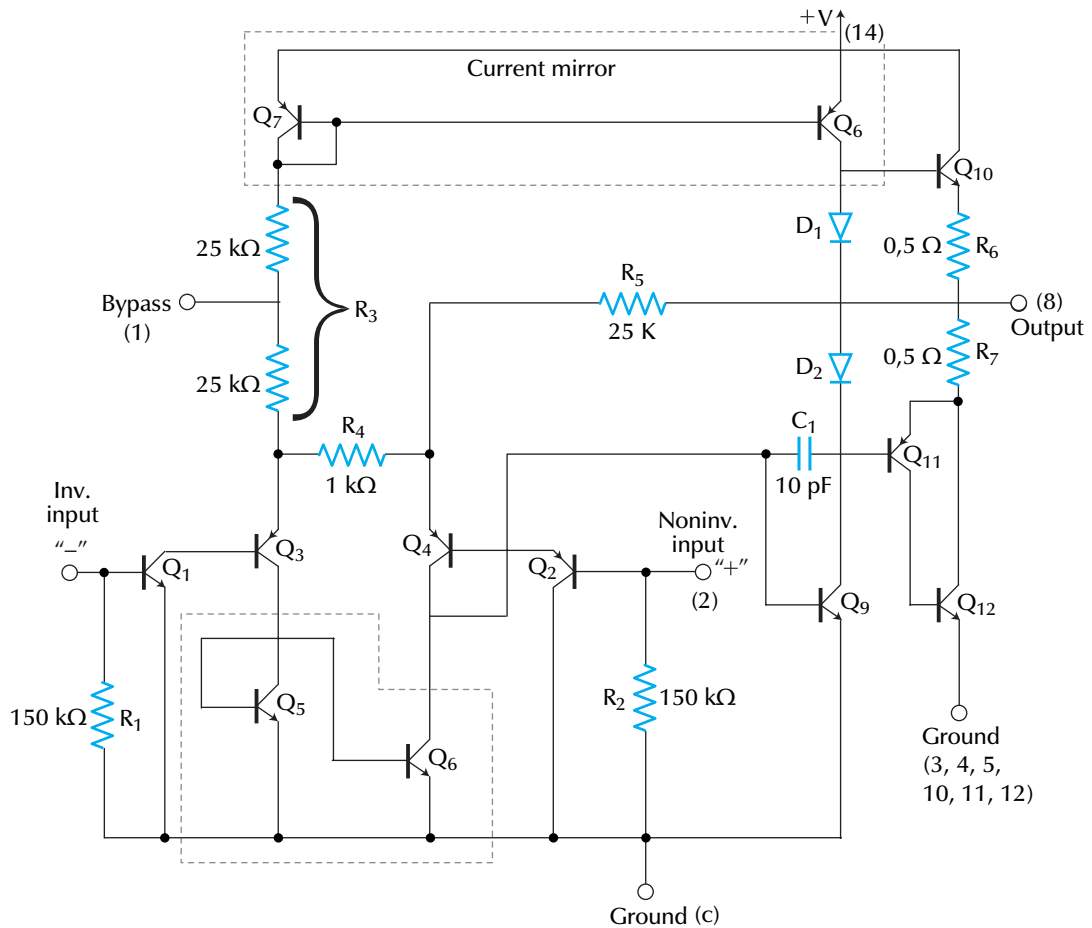 +V
(14)
Current mirror
Q7
Q6
Q10
25 kΩ
D1
0,5 Ω
R6
Bypass
(1)
R3
R5
25 K
(8)
Output
25 kΩ
D2
0,5 Ω
R7
R4
1 kΩ
C1
10 pF
Q11
Inv.
input
“–”
Q1
Q3
Q4
Q2
Noninv.
input
“+”
(2)
Q9
Q12
150 kΩ
R1
Q5
Q6
R2
150 kΩ
Ground
(3, 4, 5,
10, 11, 12)
Ground (c)